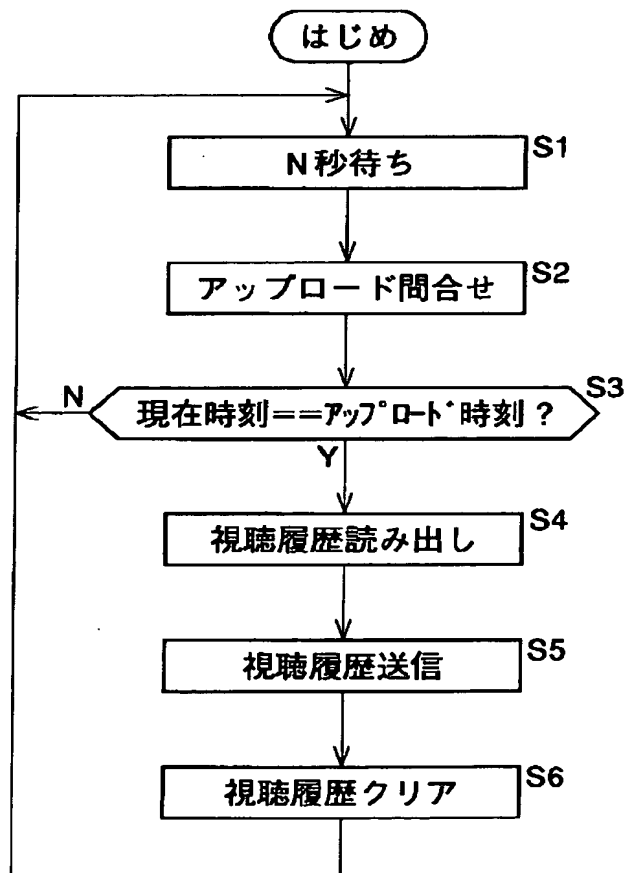 はじめ
N秒待ち
S1
アップロード問合せ
S2
現在時刻==ｱｯﾌﾟﾛｰﾄﾞ時刻?
S3
N
Y
視聴履歴読み出し
S4
視聴履歴送信
S5
視聴履歴クリア
S6